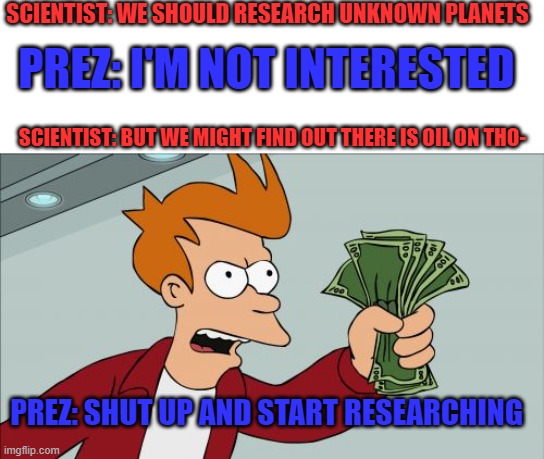 SCIENTIST: WE SHOULD RESEARCH UNKNOWN PLANETS
PREZ: I'M NOT INTERESTED
SCIENTIST: BUT WE MIGHT FIND OUT THERE IS OIL ON THO-
PREZ: SHUT UP AND START RESEARCHING
imgflip.com